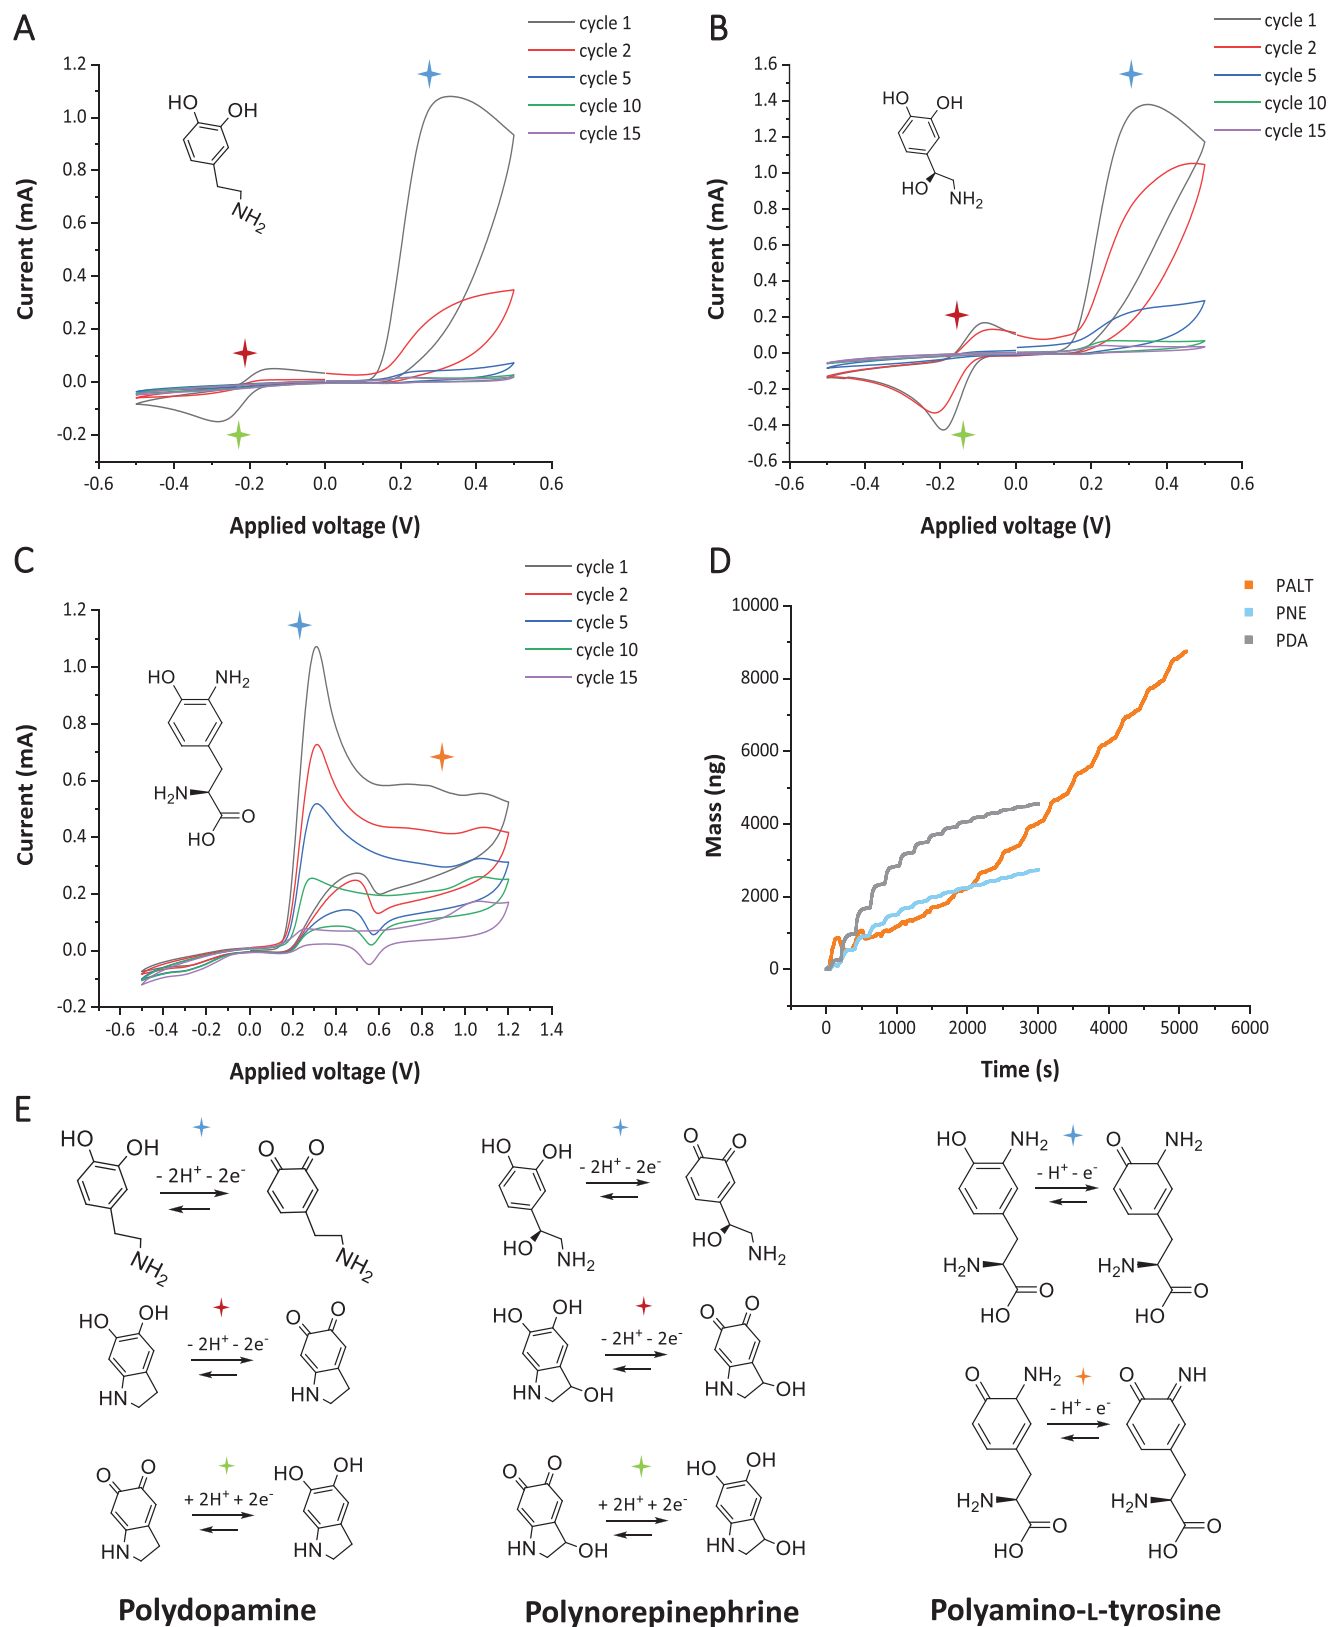 A
cycle 1
cycle 2
cycle 5
cycle 10
cycle 15
1.2
1.0
0.8
0.6
0.4
0.2
0.0
-0.2
Current (mA)
HO
OH
NH2
-0.6
-0.4
-0.2
0.0
0.2
0.4
0.6
Applied voltage (V)
B
cycle 1
cycle 2
cycle 5
cycle 10
cycle 15
1.6
1.4
1.2
1.0
0.8
0.6
0.4
0.2
0.0
-0.2
-0.4
-0.6
Current (mA)
HO
OH
HO
NH2
-0.6
-0.4
-0.2
0.0
0.2
0.4
0.6
Applied voltage (V)
C
cycle 1
cycle 2
cycle 5
cycle 10
cycle 15
1.2
1.0
0.8
0.6
0.4
0.2
0.0
-0.2
Current (mA)
HO
NH2
H2N
O
HO
-0.6
-0.4
-0.2
0.0
0.2
0.4
0.6
0.8
1.0
1.2
1.4
Applied voltage (V)
D
PALT
PNE
PDA
10000
8000
6000
4000
2000
0
Mass (ng)
0
1000
2000
3000
4000
5000
6000
Time (s)
E
HO
OH
NH2
- 2H+ - 2e-
O
O
NH2
HO
OH
HN
- 2H+ - 2e-
O
O
HN
O
O
HN
+ 2H+ + 2e-
HO
OH
HN
Polydopamine
HO
OH
HO
NH2
- 2H+ - 2e-
O
O
HO
NH2
HO
OH
HN
OH
- 2H+ - 2e-
O
O
HN
OH
O
O
HN
OH
+ 2H+ + 2e-
HO
OH
HN
OH
Polynorepinephrine
HO
NH2
H2N
O
HO
- H+ - e-
O
NH2
H2N
O
HO
O
NH2
H2N
O
HO
- H+ - e-
O
NH
H2N
O
HO
Polyamino-L-tyrosine